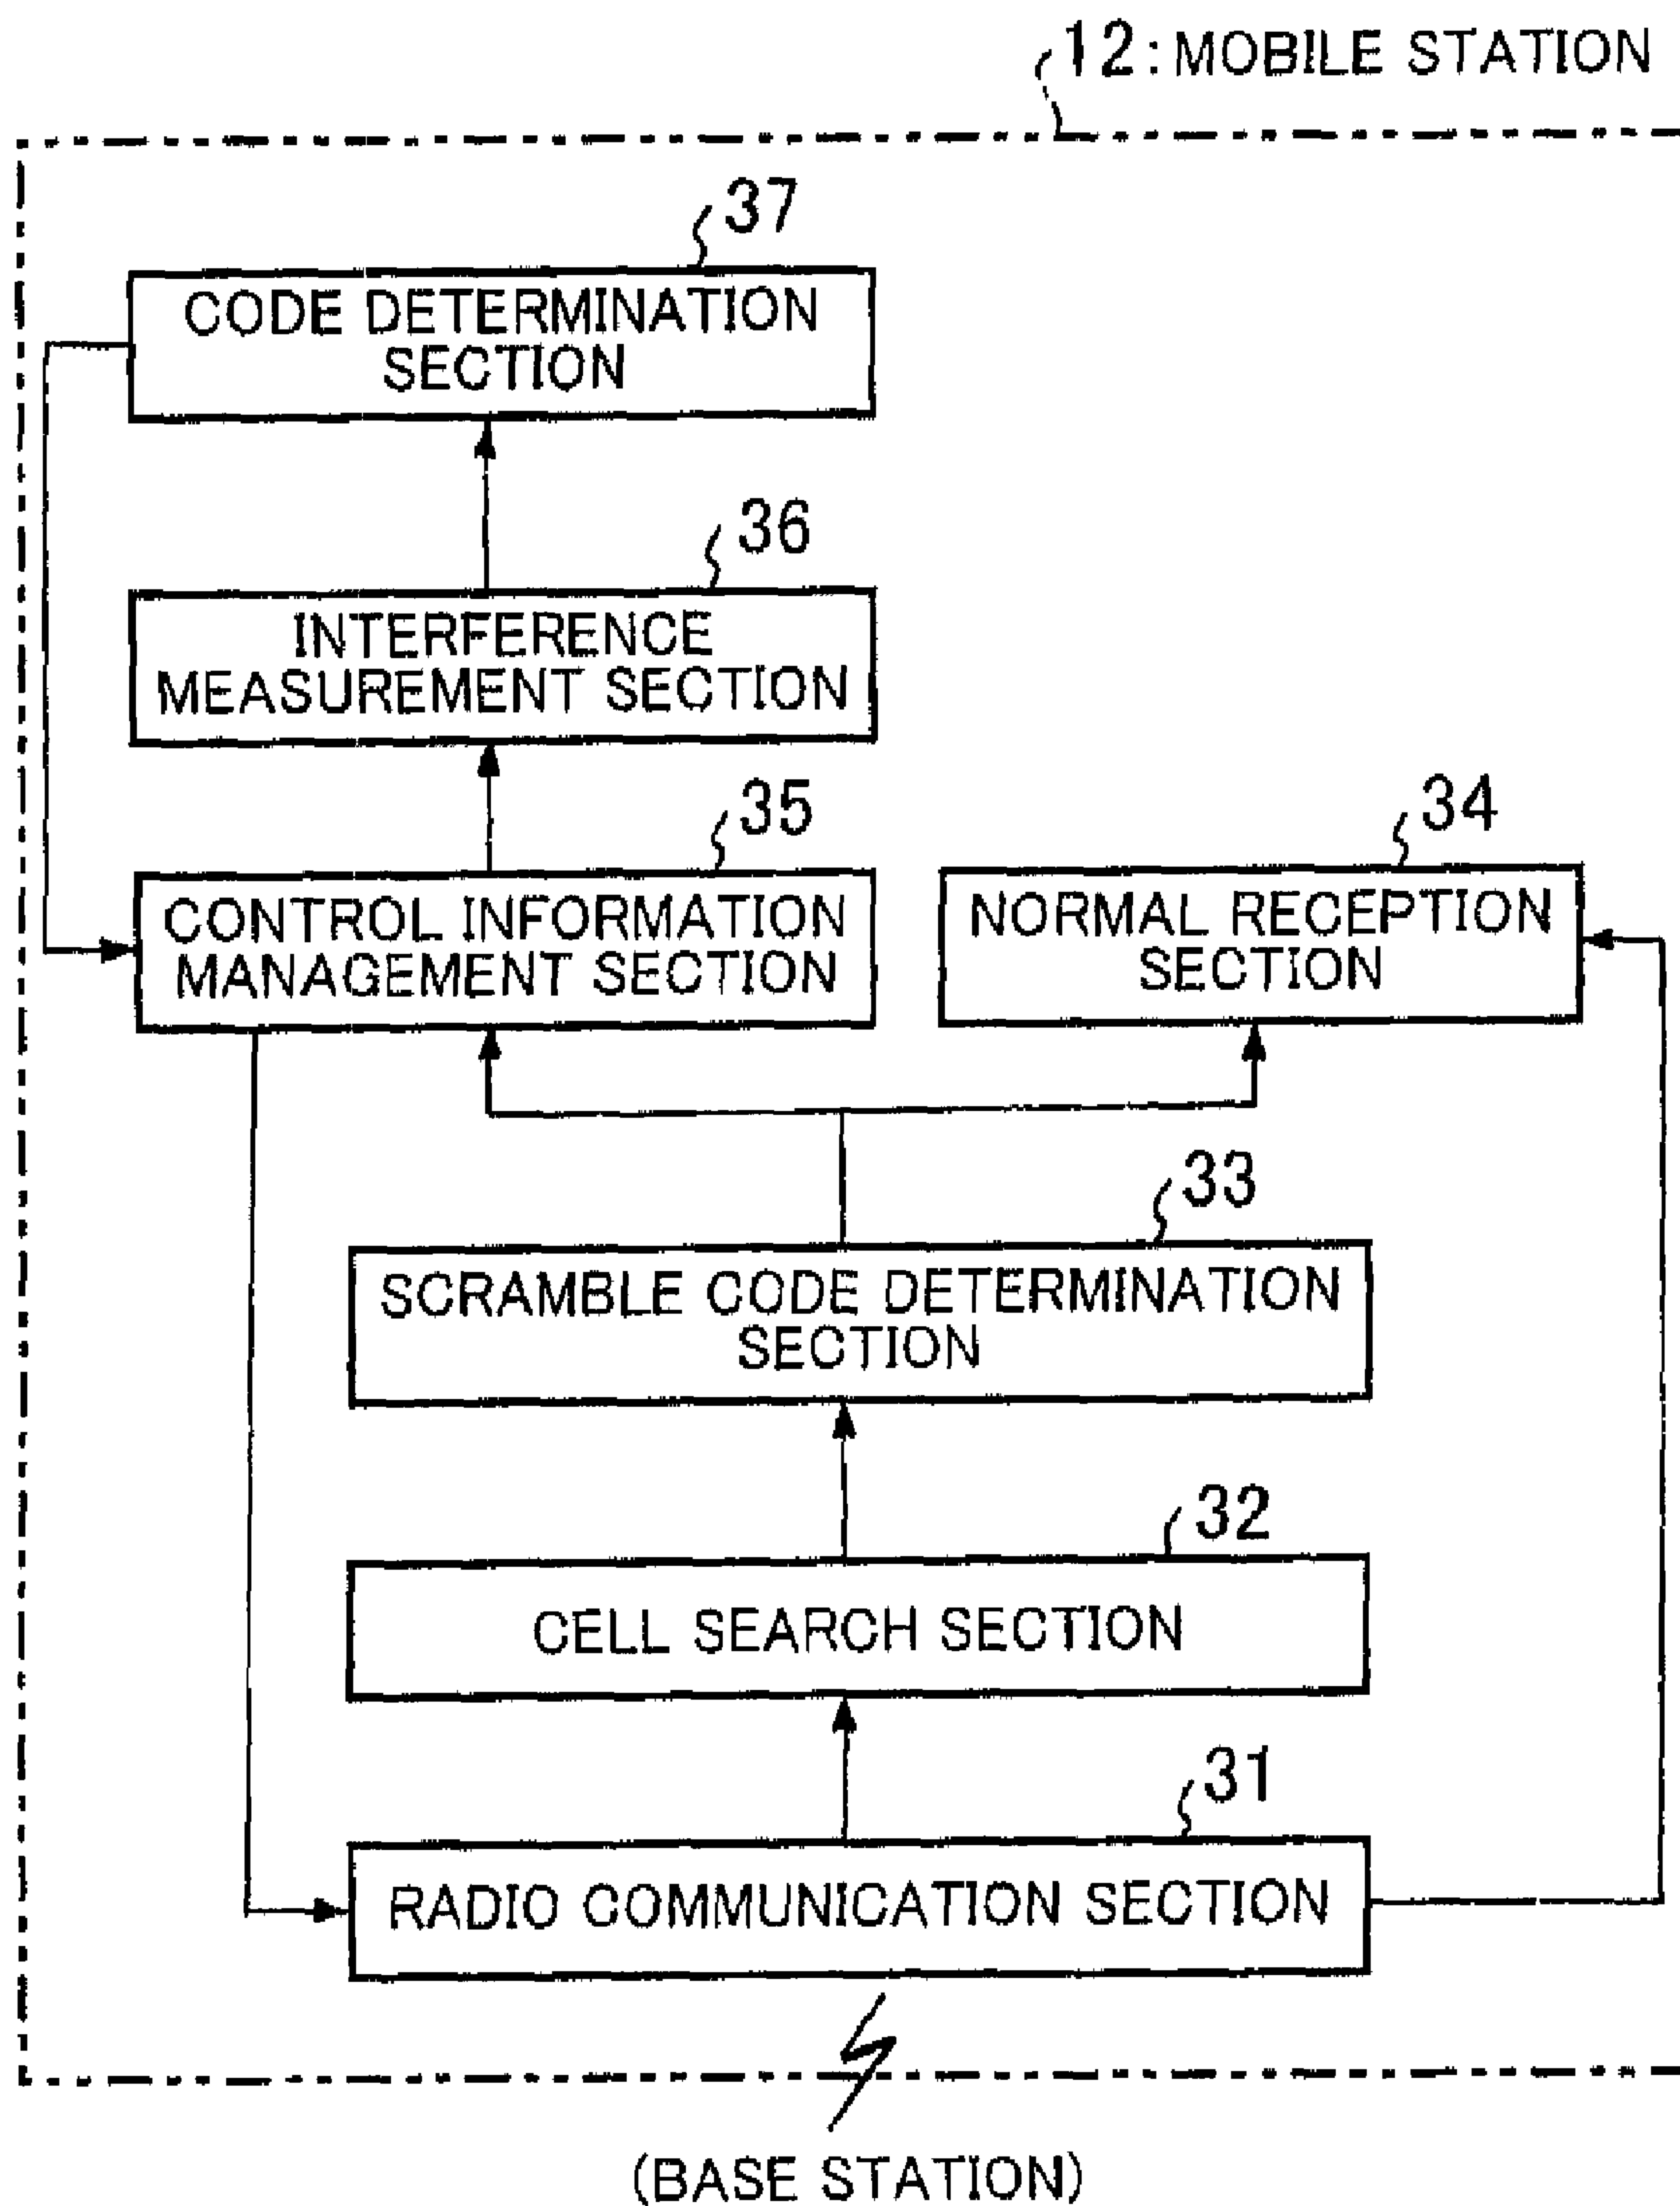 12: MOBILE STATION
37
CODE DETERMINATION
SECTION
36
INTERFERENCE
MEASUREMENT SECTION
35
CONTROL INFORMATION
MANAGEMENT SECTION
34
NORMAL RECEPTION
SECTION
33
SCRAMBLE CODE DETERMINATION
SECTION
32
CELL SEARCH SECTION
31
RADIO COMMUNICATION SECTION
(BASE STATION)